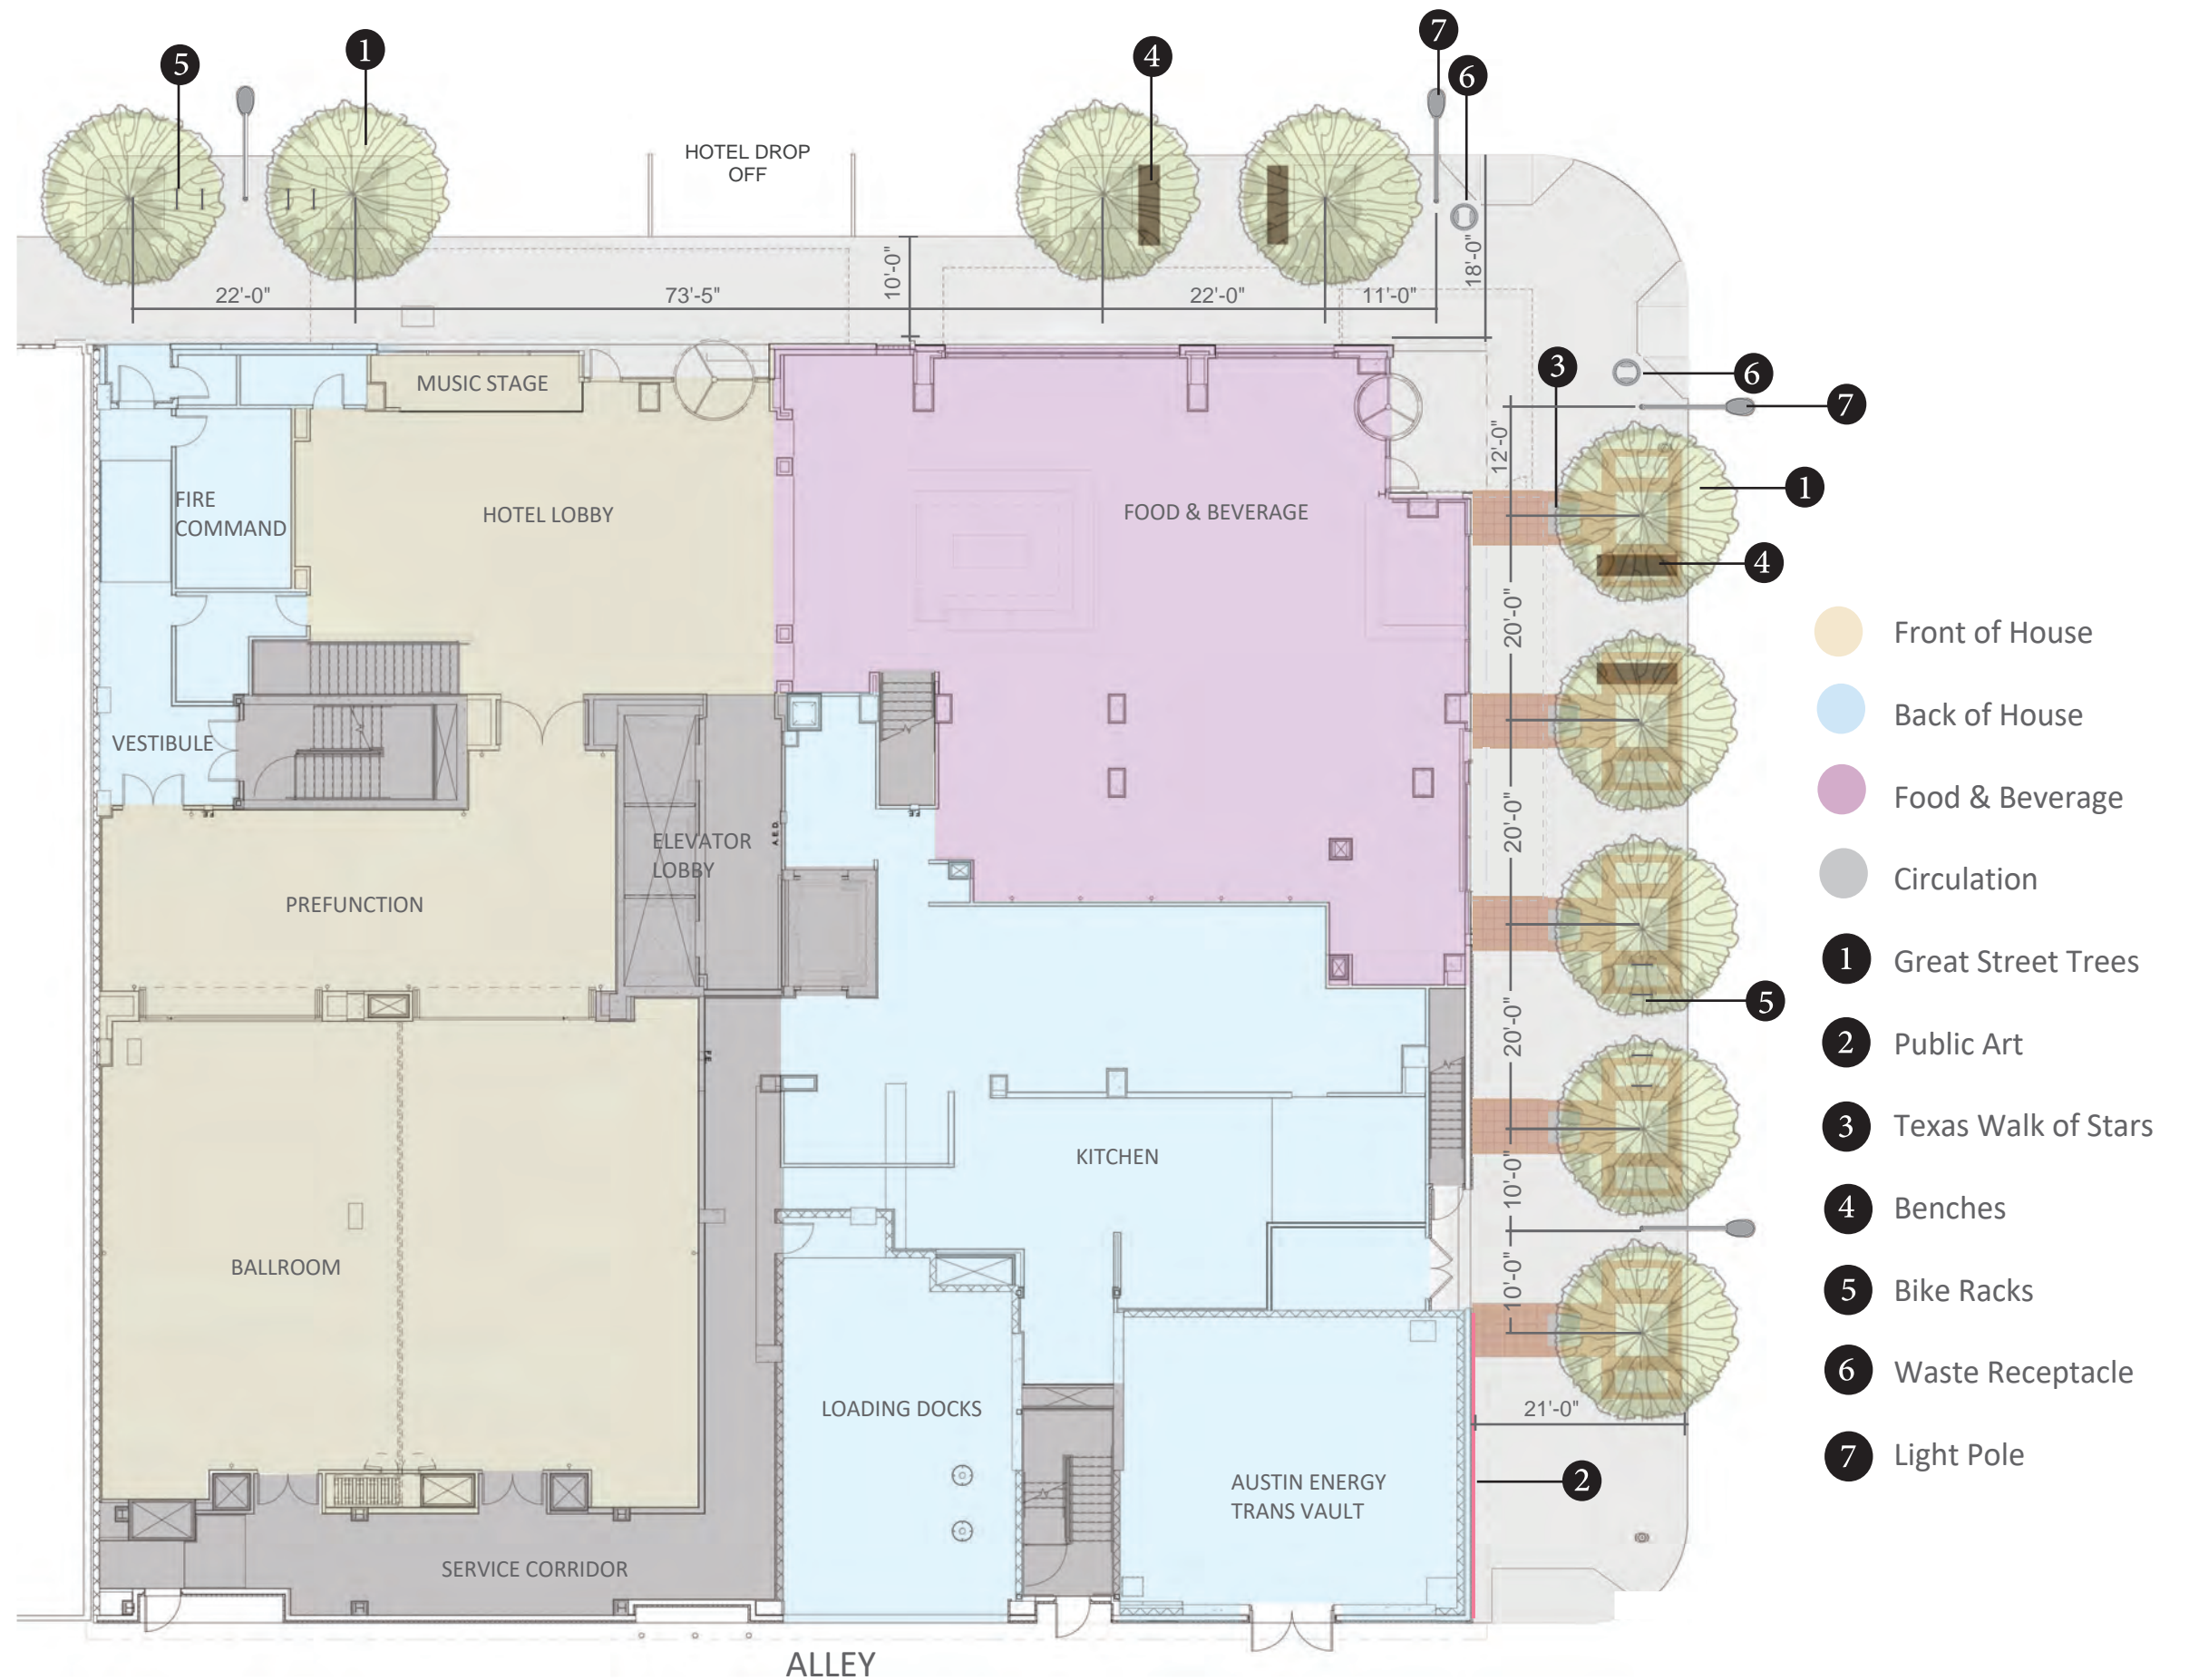 7
1
4
5
6
HOTEL DROP
OFF
22'-0"
73'-5"
10'-0"
22'-0"
11'-0"
18'-0"
3
6
7
MUSIC STAGE
12'-0"
1
FIRE
COMMAND
HOTEL LOBBY
FOOD & BEVERAGE
4
20'-0"
Front of House
Back of House
VESTIBULE
Food & Beverage
20'-0"
ELEVATOR
LOBBY
A.E.D.
Circulation
PREFUNCTION
1 Great Street Trees
5
20'-0"
2 Public Art
3 Texas Walk of Stars
KITCHEN
10'-0"
4 Benches
BALLROOM
10'-0"
5 Bike Racks
6 Waste Receptacle
LOADING DOCKS
21'-0"
7 Light Pole
AUSTIN ENERGY
TRANS VAULT
2
SERVICE CORRIDOR
ALLEY